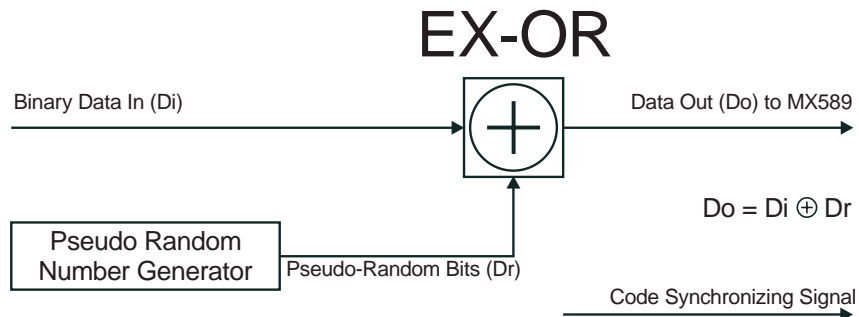 EX-OR
Binary Data In (Di)
Data Out (Do) to MX589
Do = Di ⊕ Dr
Pseudo Random
Number Generator
Pseudo-Random Bits (Dr)
Code Synchronizing Signal